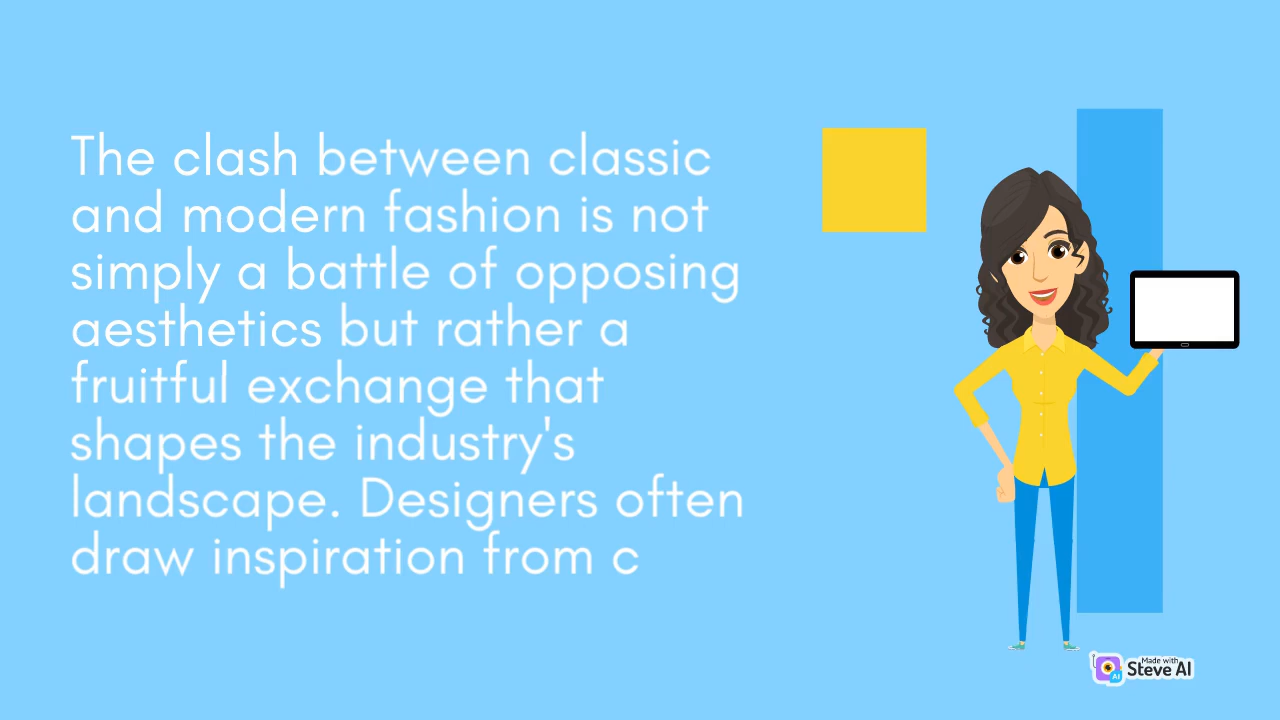 The clash between classic
and modern fashion is not
simply a battle of opposing
aesthetics but rather a
fruitful exchange that
shapes the industry's
landscape. Designers often
draw inspiration from c
Made with
Steve AI
AI